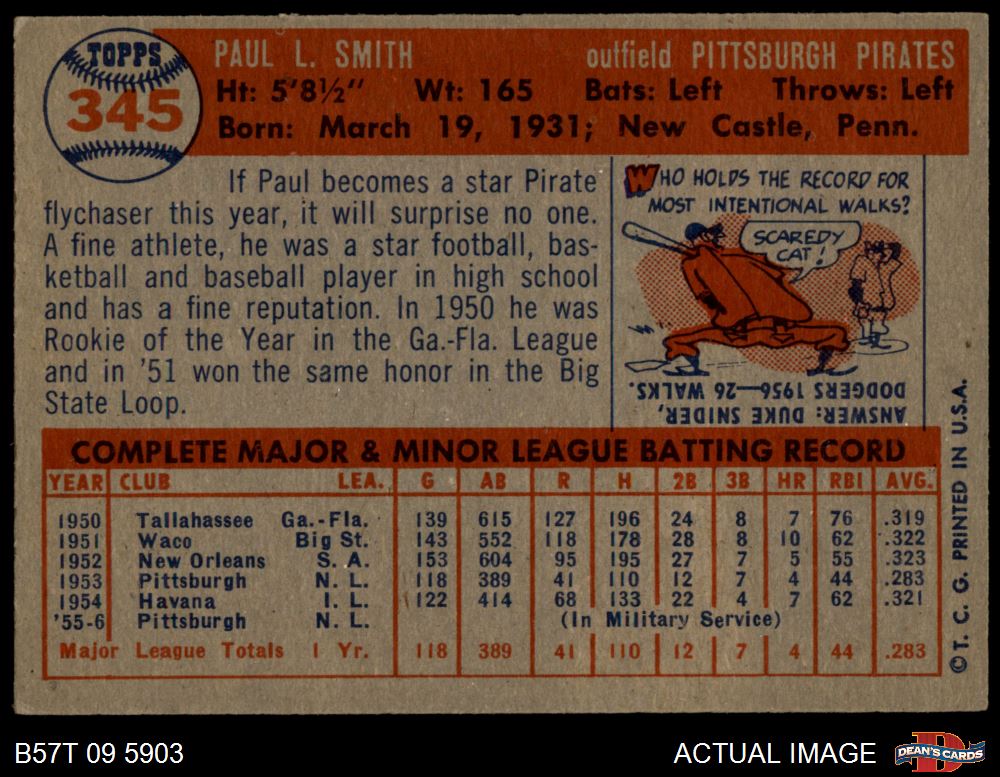 TOPPS
345
PAUL L. SMITH outfield PITTSBURGH PIRATES
Ht: 5'8½" Wt: 165 Bats: Left Throws: Left
Born: March 19, 1931; New Castle, Penn.
If Paul becomes a star Pirate
flychaser this year, it will surprise no one.
A fine athlete, he was a star football, bas-
ketball and baseball player in high school
and has a fine reputation. In 1950 he was
Rookie of the Year in the Ga.-Fla. League
and in '51 won the same honor in the Big
State Loop.
WHO HOLDS THE RECORD FOR
MOST INTENTIONAL WALKS?
SCAREDY
CAT!
ANSWER: DUKE SNIDER,
DODGERS 1956—26 WALKS.
COMPLETE MAJOR & MINOR LEAGUE BATTING RECORD
YEAR CLUB LEA. G AB R H 2B 3B HR RBI AVG.
1950 Tallahassee Ga.-Fla. 139 615 127 196 24 8 7 76 .319
1951 Waco Big St. 143 552 118 178 28 8 10 62 .322
1952 New Orleans S. A. 153 604 95 195 27 7 5 55 .323
1953 Pittsburgh N. L. 118 389 41 110 12 7 4 44 .283
1954 Havana I. L. 122 414 68 133 22 4 7 62 .321
'55-6 Pittsburgh N. L. (In Military Service)
Major League Totals 1 Yr. 118 389 41 110 12 7 4 44 .283
© T. C. G. PRINTED IN U.S.A.
B57T 09 5903 ACTUAL IMAGE
D
DEAN'S CARDS